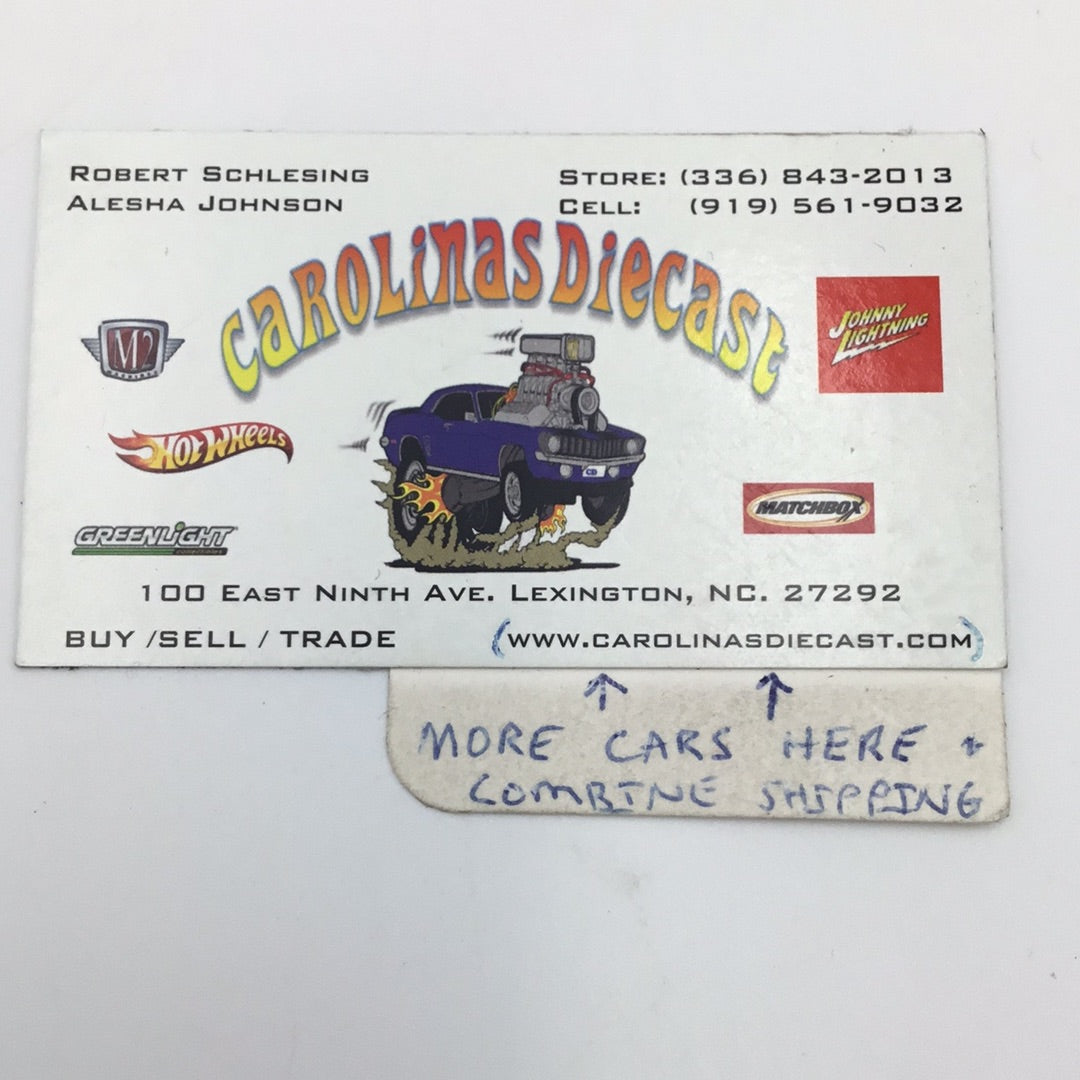 ROBERT SCHLESING
ALESHA JOHNSON
STORE: (336) 843-2013
CELL: (919) 561-9032
CAROLINAS DIECAST
M2
JOHNNY
LIGHTNING
HOT WHEELS
MATCHBOX
GREENLIGHT
100 EAST NINTH AVE. LEXINGTON, NC. 27292
BUY /SELL / TRADE
(WWW.CAROLINASDIECAST.COM)
MORE CARS HERE +
COMBINE SHIPPING